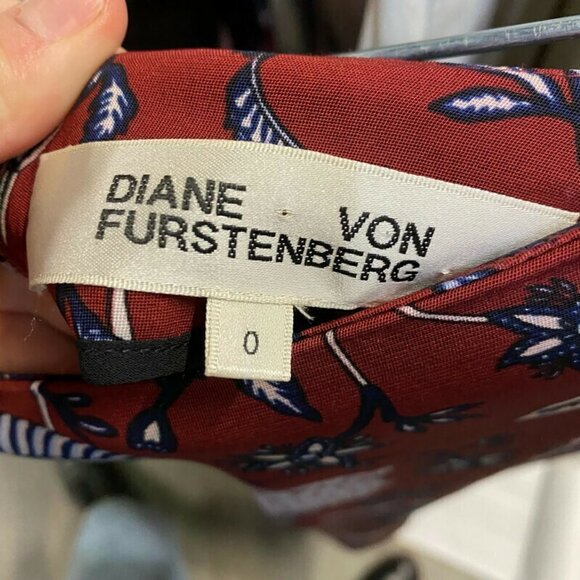 DIANE VON
FURSTENBERG
0